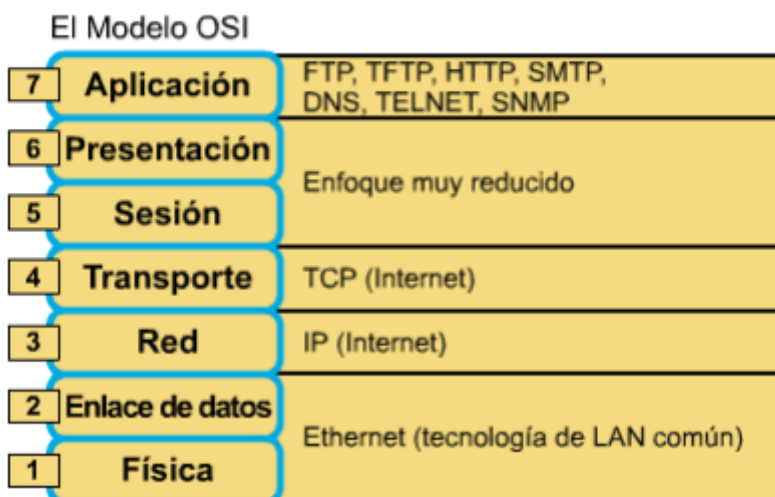 El Modelo OSI
7 Aplicación FTP, TFTP, HTTP, SMTP,
DNS, TELNET, SNMP
6 Presentación
Enfoque muy reducido
5 Sesión
4 Transporte TCP (Internet)
3 Red IP (Internet)
2 Enlace de datos
Ethernet (tecnología de LAN común)
1 Física